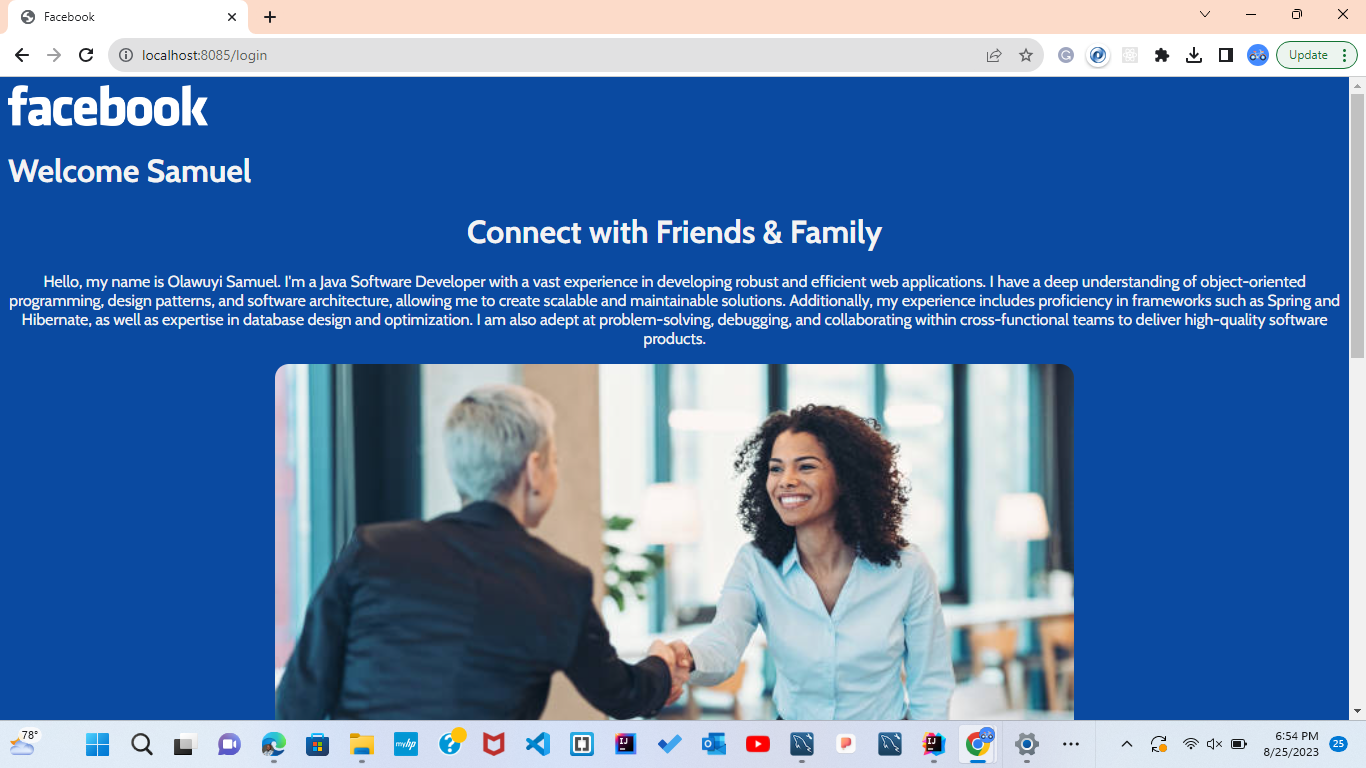 Facebook
localhost:8085/login
Update
facebook
Welcome Samuel
Connect with Friends & Family
Hello, my name is Olawuyi Samuel. I'm a Java Software Developer with a vast experience in developing robust and efficient web applications. I have a deep understanding of object-oriented
programming, design patterns, and software architecture, allowing me to create scalable and maintainable solutions. Additionally, my experience includes proficiency in frameworks such as Spring and
Hibernate, as well as expertise in database design and optimization. I am also adept at problem-solving, debugging, and collaborating within cross-functional teams to deliver high-quality software
products.
78°
myhp
IJ
IJ
6:54 PM
8/25/2023
25